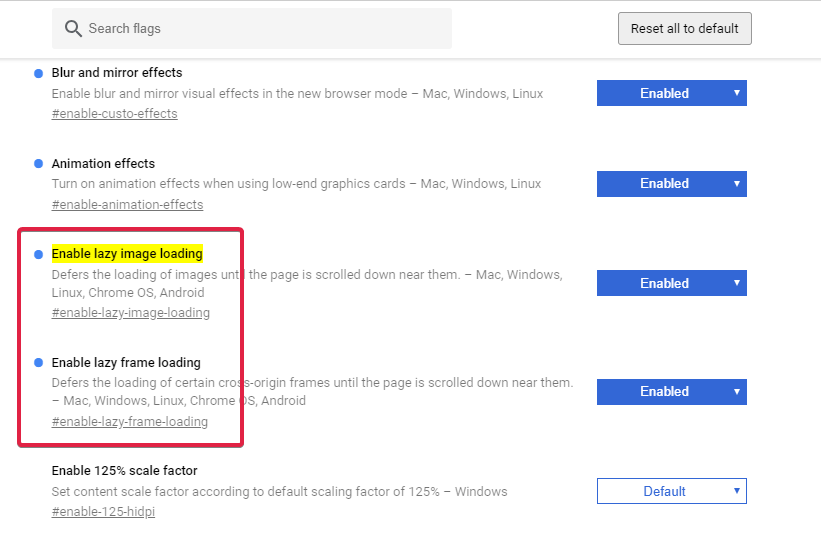 Search flags
Reset all to default
Blur and mirror effects
Enable blur and mirror visual effects in the new browser mode – Mac, Windows, Linux
#enable-custo-effects
Enabled
Animation effects
Turn on animation effects when using low-end graphics cards – Mac, Windows, Linux
#enable-animation-effects
Enabled
Enable lazy image loading
Defers the loading of images until the page is scrolled down near them. – Mac, Windows,
Linux, Chrome OS, Android
#enable-lazy-image-loading
Enabled
Enable lazy frame loading
Defers the loading of certain cross-origin frames until the page is scrolled down near them.
– Mac, Windows, Linux, Chrome OS, Android
#enable-lazy-frame-loading
Enabled
Enable 125% scale factor
Set content scale factor according to default scaling factor of 125% – Windows
#enable-125-hidpi
Default